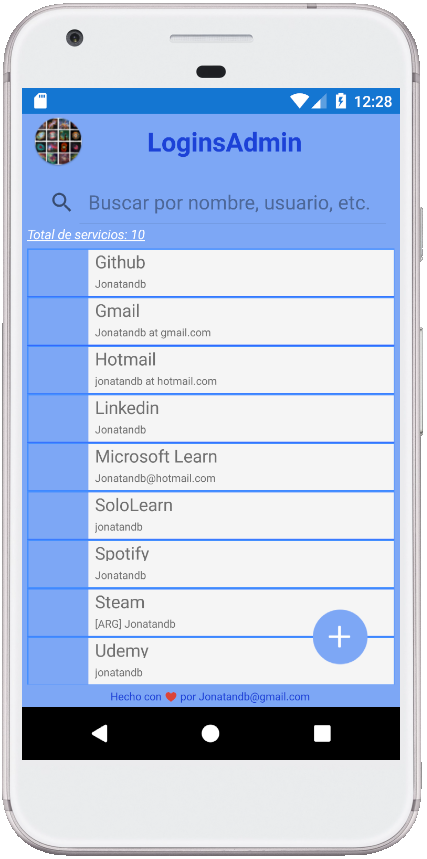 12:28
LoginsAdmin
Buscar por nombre, usuario, etc.
Total de servicios: 10
Github
Jonatandb
Gmail
Jonatandb at gmail.com
Hotmail
jonatandb at hotmail.com
Linkedin
Jonatandb
Microsoft Learn
Jonatandb@hotmail.com
SoloLearn
jonatandb
Spotify
Jonatandb
Steam
[ARG] Jonatandb
Udemy
jonatandb
Hecho con ❤️ por Jonatandb@gmail.com